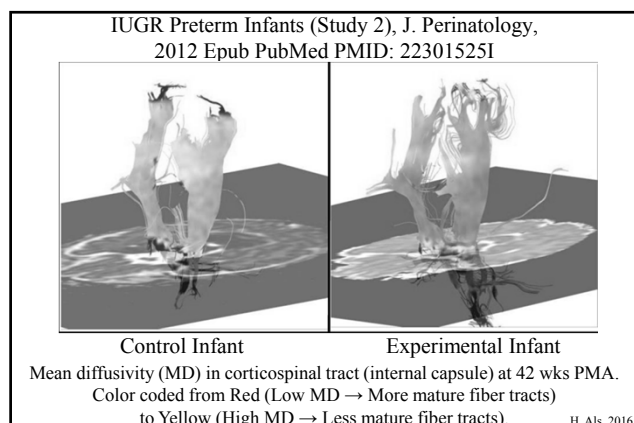 IUGR Preterm Infants (Study 2), J. Perinatology,
2012 Epub PubMed PMID: 22301525I
Control Infant
Experimental Infant
Mean diffusivity (MD) in corticospinal tract (internal capsule) at 42 wks PMA.
Color coded from Red (Low MD → More mature fiber tracts)
to Yellow (High MD → Less mature fiber tracts).
H. Als, 2016